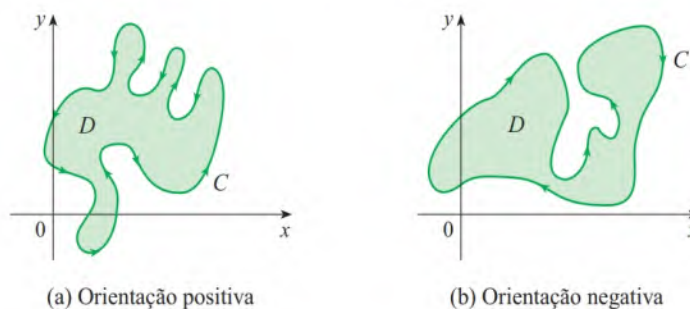 y
D
C
0
x
(a) Orientação positiva
y
C
D
0
x
(b) Orientação negativa